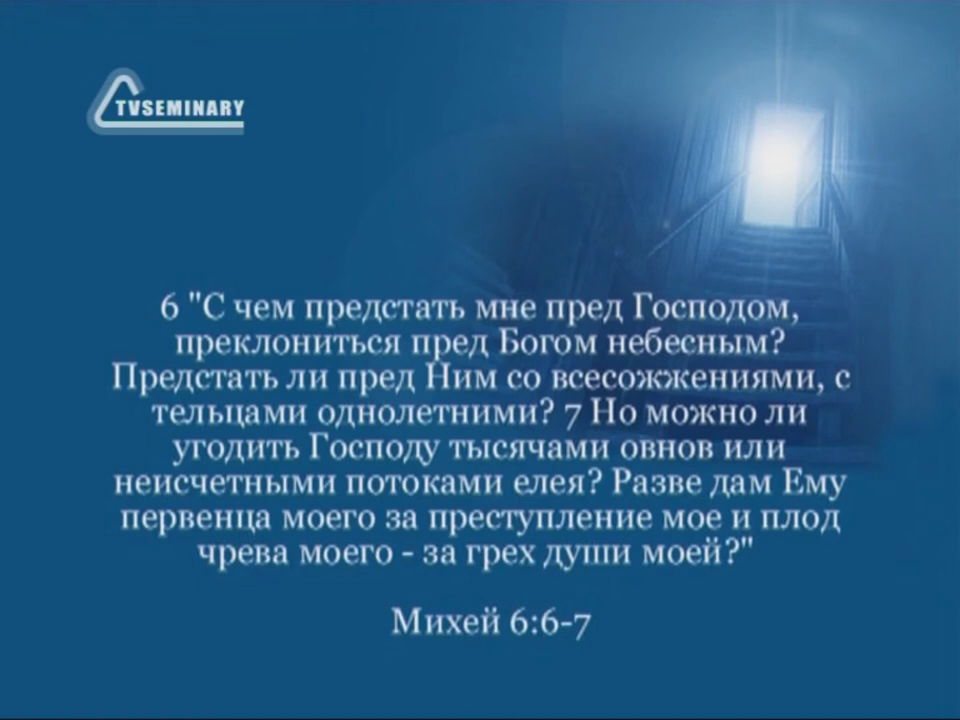 TVSEMINARY
6 "С чем предстать мне пред Господом,
преклониться пред Богом небесным?
Предстать ли пред Ним со всесожжениями, с
тельцами однолетними? 7 Но можно ли
угодить Господу тысячами овнов или
неисчетными потоками елея? Разве дам Ему
первенца моего за преступление мое и плод
чрева моего - за грех души моей?"
Михей 6:6-7